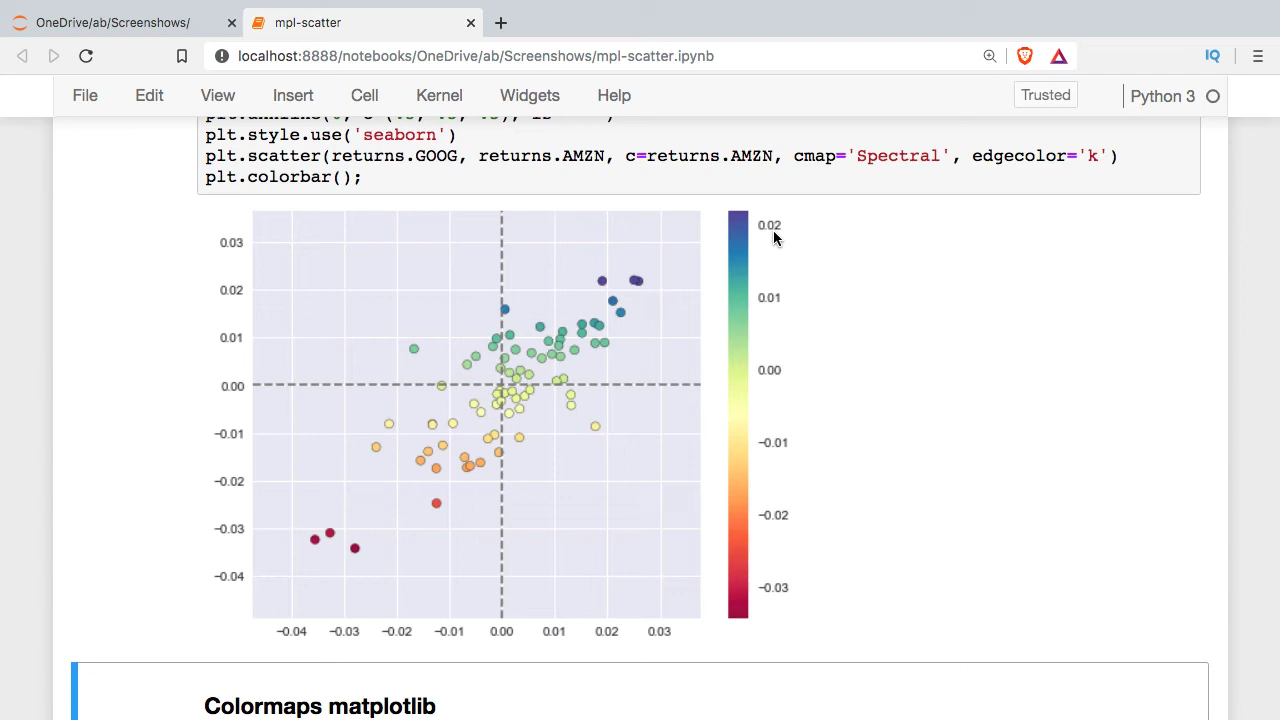 OneDrive/ab/Screenshows/
mpl-scatter
localhost:8888/notebooks/OneDrive/ab/Screenshows/mpl-scatter.ipynb
IQ
File Edit View Insert Cell Kernel Widgets Help Trusted Python 3
plt.style.use('seaborn')
plt.scatter(returns.GOOG, returns.AMZN, c=returns.AMZN, cmap='Spectral', edgecolor='k')
plt.colorbar();
0.03
0.02
0.01
0.00
−0.01
−0.02
−0.03
−0.04
−0.04 −0.03 −0.02 −0.01 0.00 0.01 0.02 0.03
0.02
0.01
0.00
−0.01
−0.02
−0.03
Colormaps matplotlib